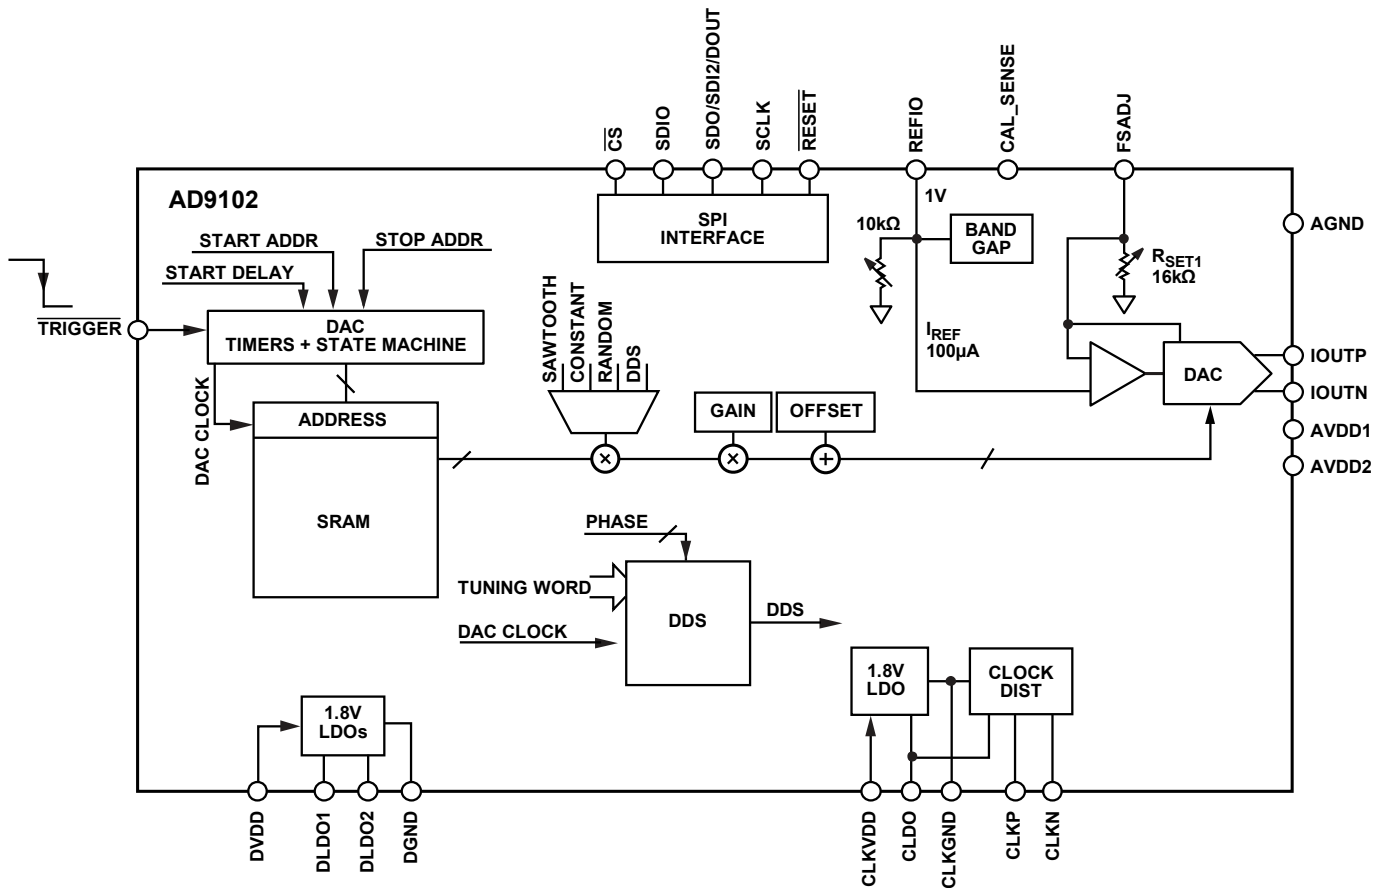 CS
SDIO
SDO/SDI2/DOUT
SCLK
RESET
REFIO
CAL_SENSE
FSADJ
AD9102
SPI
INTERFACE
1V
10kΩ
BAND
GAP
AGND
START ADDR
STOP ADDR
START DELAY
RSET1
16kΩ
TRIGGER
DAC
TIMERS + STATE MACHINE
SAWTOOTH
CONSTANT
RANDOM
DDS
IREF
100µA
DAC
IOUTP
IOUTN
AVDD1
AVDD2
DAC CLOCK
ADDRESS
SRAM
GAIN
OFFSET
×
×
+
PHASE
TUNING WORD
DAC CLOCK
DDS
DDS
1.8V
LDO
CLOCK
DIST
1.8V
LDOs
DVDD
DLDO1
DLDO2
DGND
CLKVDD
CLDO
CLKGND
CLKP
CLKN